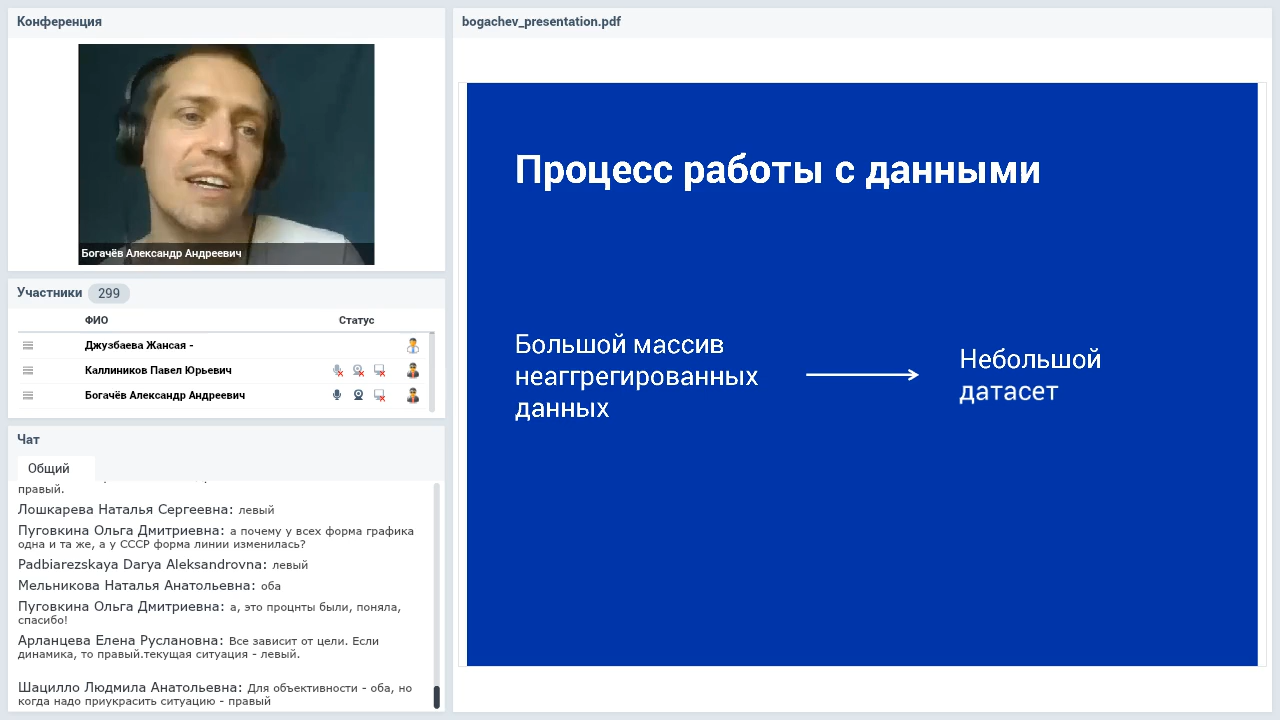 Конференция
Богачёв Александр Андреевич
Участники 299
ФИО Статус
Джузбаева Жансая -
Каллиников Павел Юрьевич
Богачёв Александр Андреевич
Чат
Общий
правый.
Лошкарева Наталья Сергеевна: левый
Пуговкина Ольга Дмитриевна: а почему у всех форма графика
одна и та же, а у СССР форма линии изменилась?
Padbiarezskaya Darya Aleksandrovna: левый
Мельникова Наталья Анатольевна: оба
Пуговкина Ольга Дмитриевна: а, это процнты были, поняла,
спасибо!
Арланцева Елена Руслановна: Все зависит от цели. Если
динамика, то правый.текущая ситуация - левый.
Шацилло Людмила Анатольевна: Для объективности - оба, но
когда надо приукрасить ситуацию - правый
bogachev_presentation.pdf
Процесс работы с данными
Большой массив
неаггрегированных
данных
Небольшой
датасет